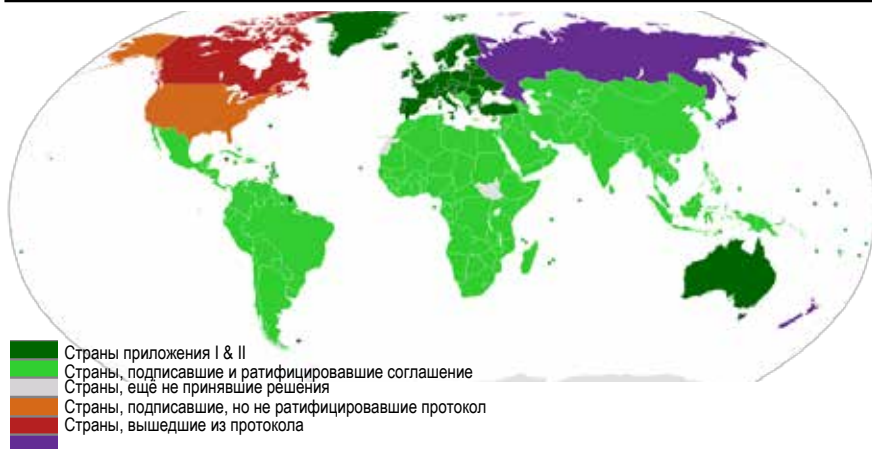 Страны приложения I & II
Страны, подписавшие и ратифицировавшие соглашение
Страны, ещё не принявшие решения
Страны, подписавшие, но не ратифицировавшие протокол
Страны, вышедшие из протокола